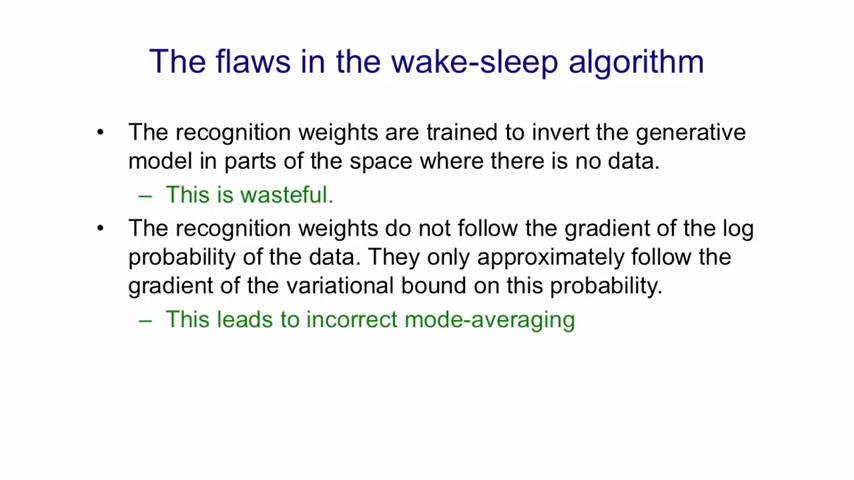 The flaws in the wake-sleep algorithm
• The recognition weights are trained to invert the generative
model in parts of the space where there is no data.
– This is wasteful.
• The recognition weights do not follow the gradient of the log
probability of the data. They only approximately follow the
gradient of the variational bound on this probability.
– This leads to incorrect mode-averaging